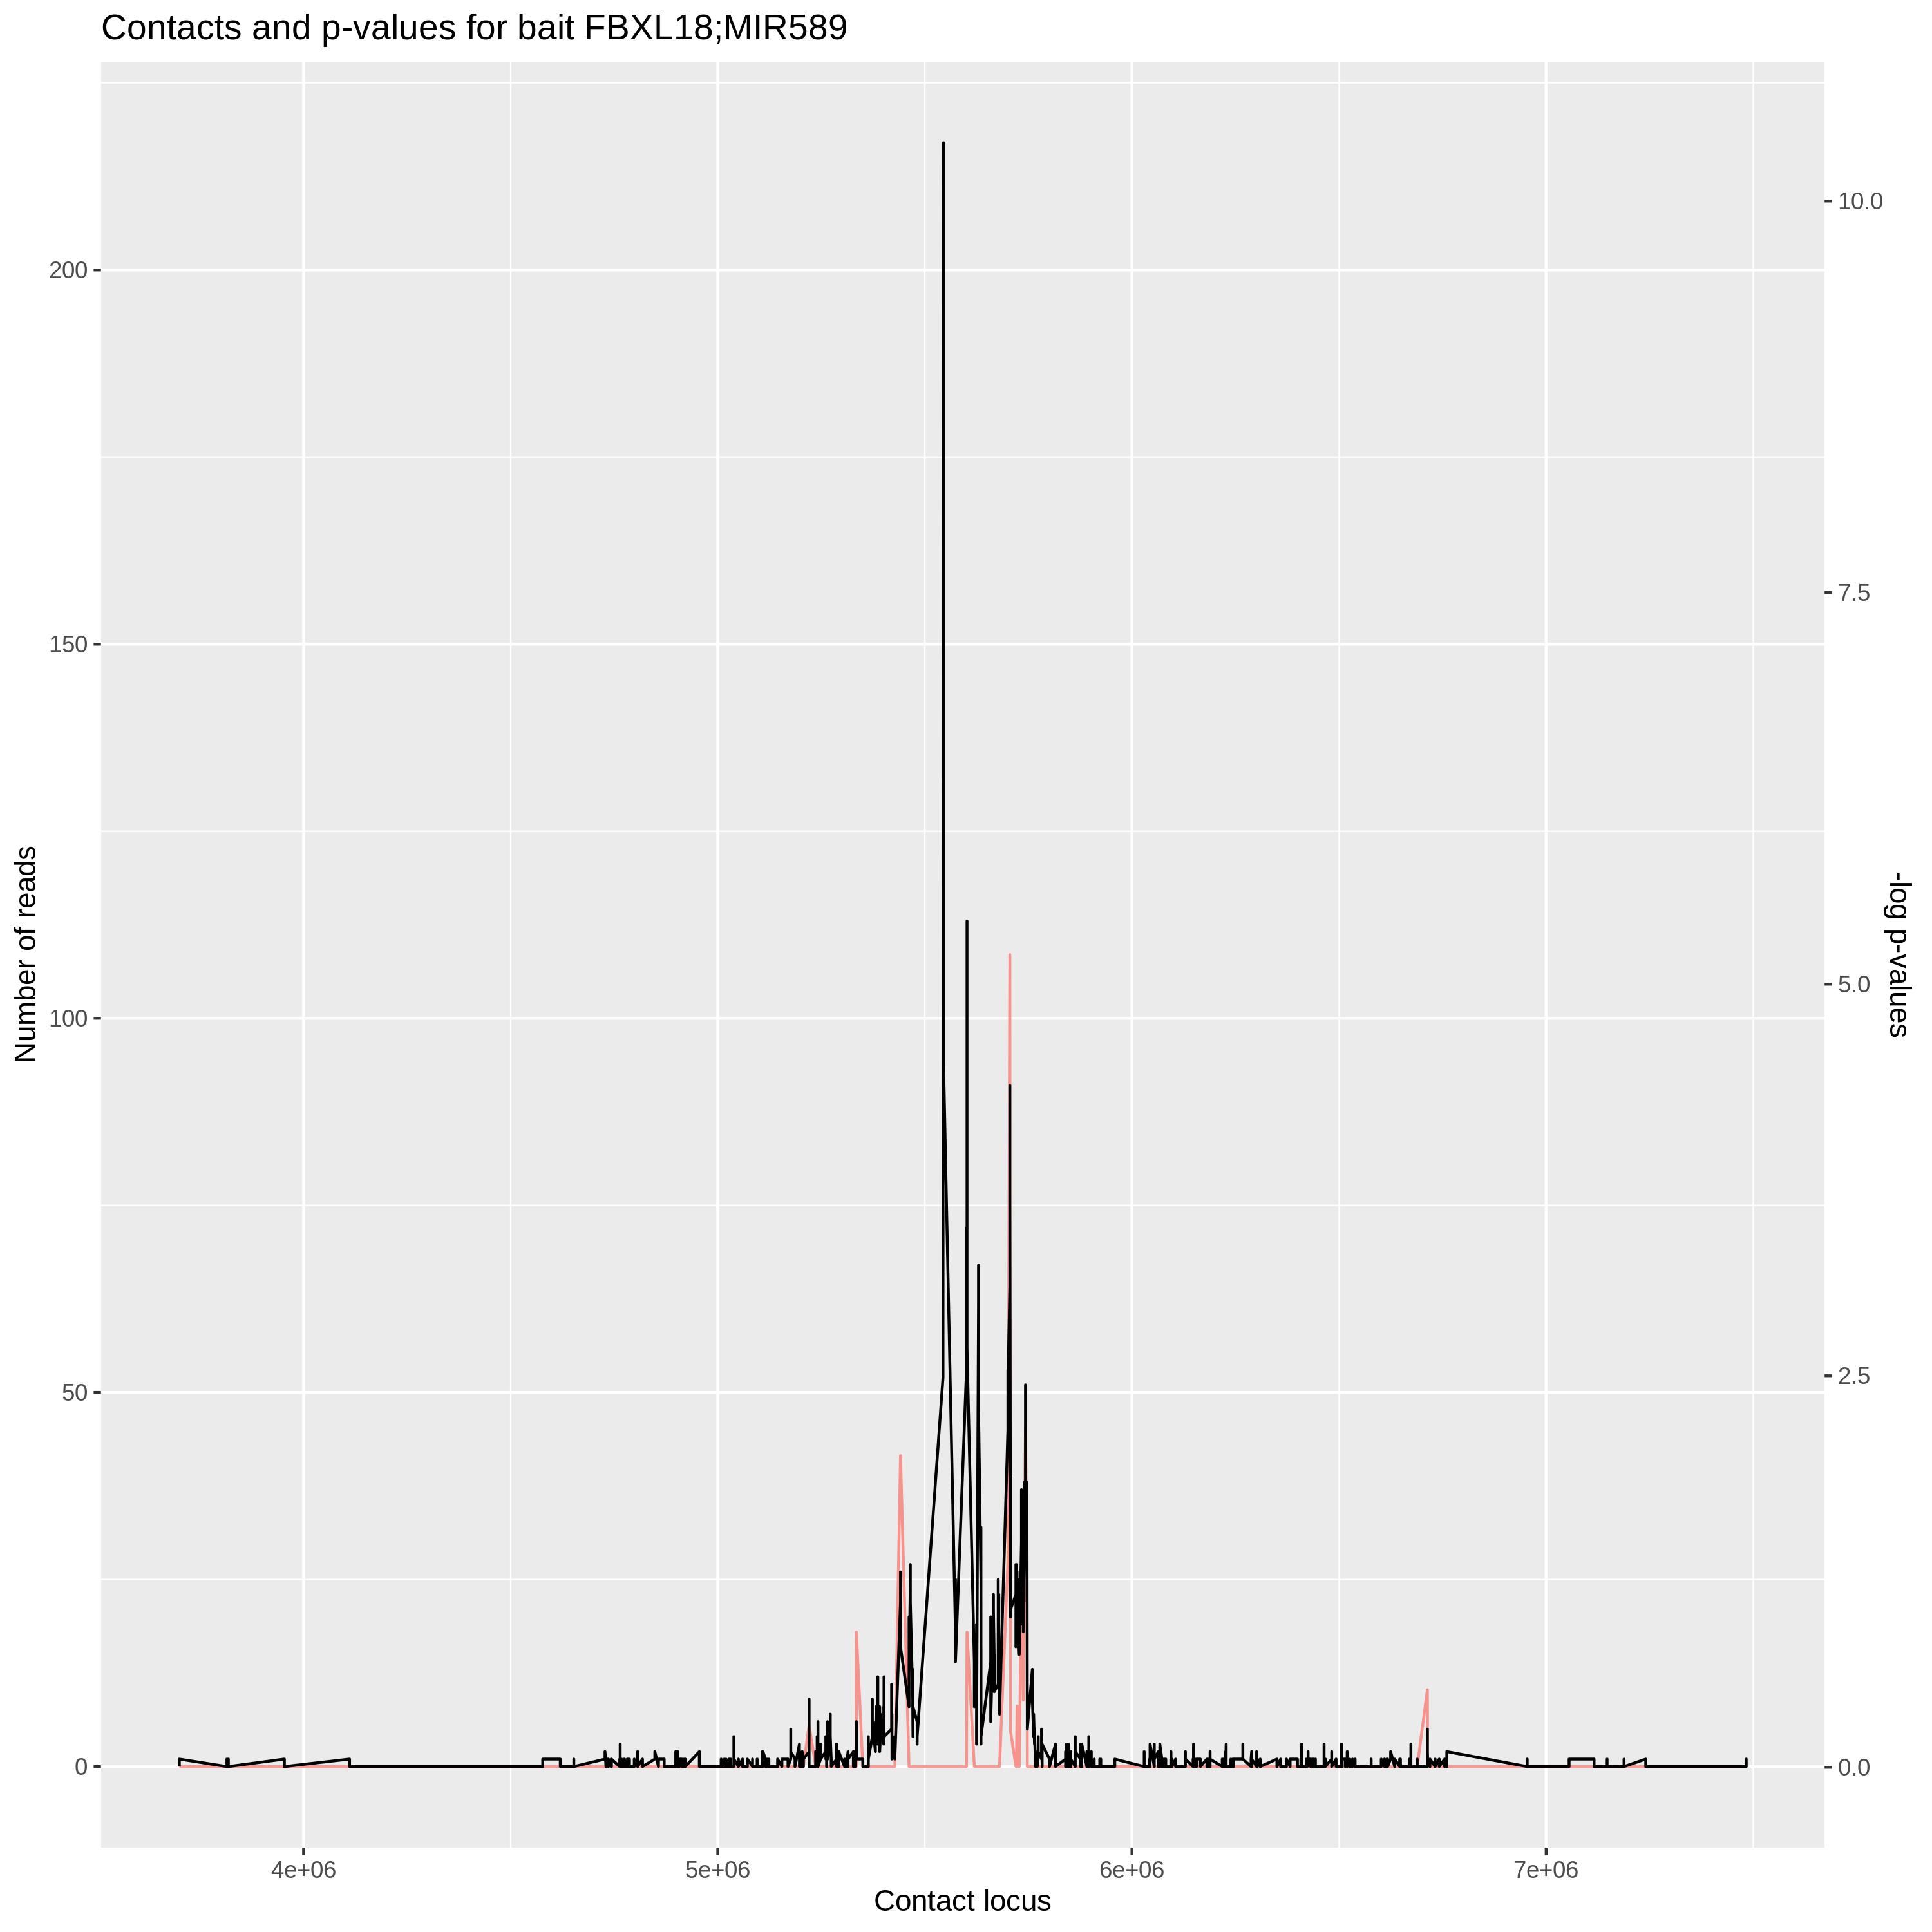 Contacts and p-values for bait FBXL18;MIR589
Number of reads
200
150
100
50
0
10.0
7.5
5.0
2.5
0.0
-log p-values
4e+06 5e+06 6e+06 7e+06
Contact locus